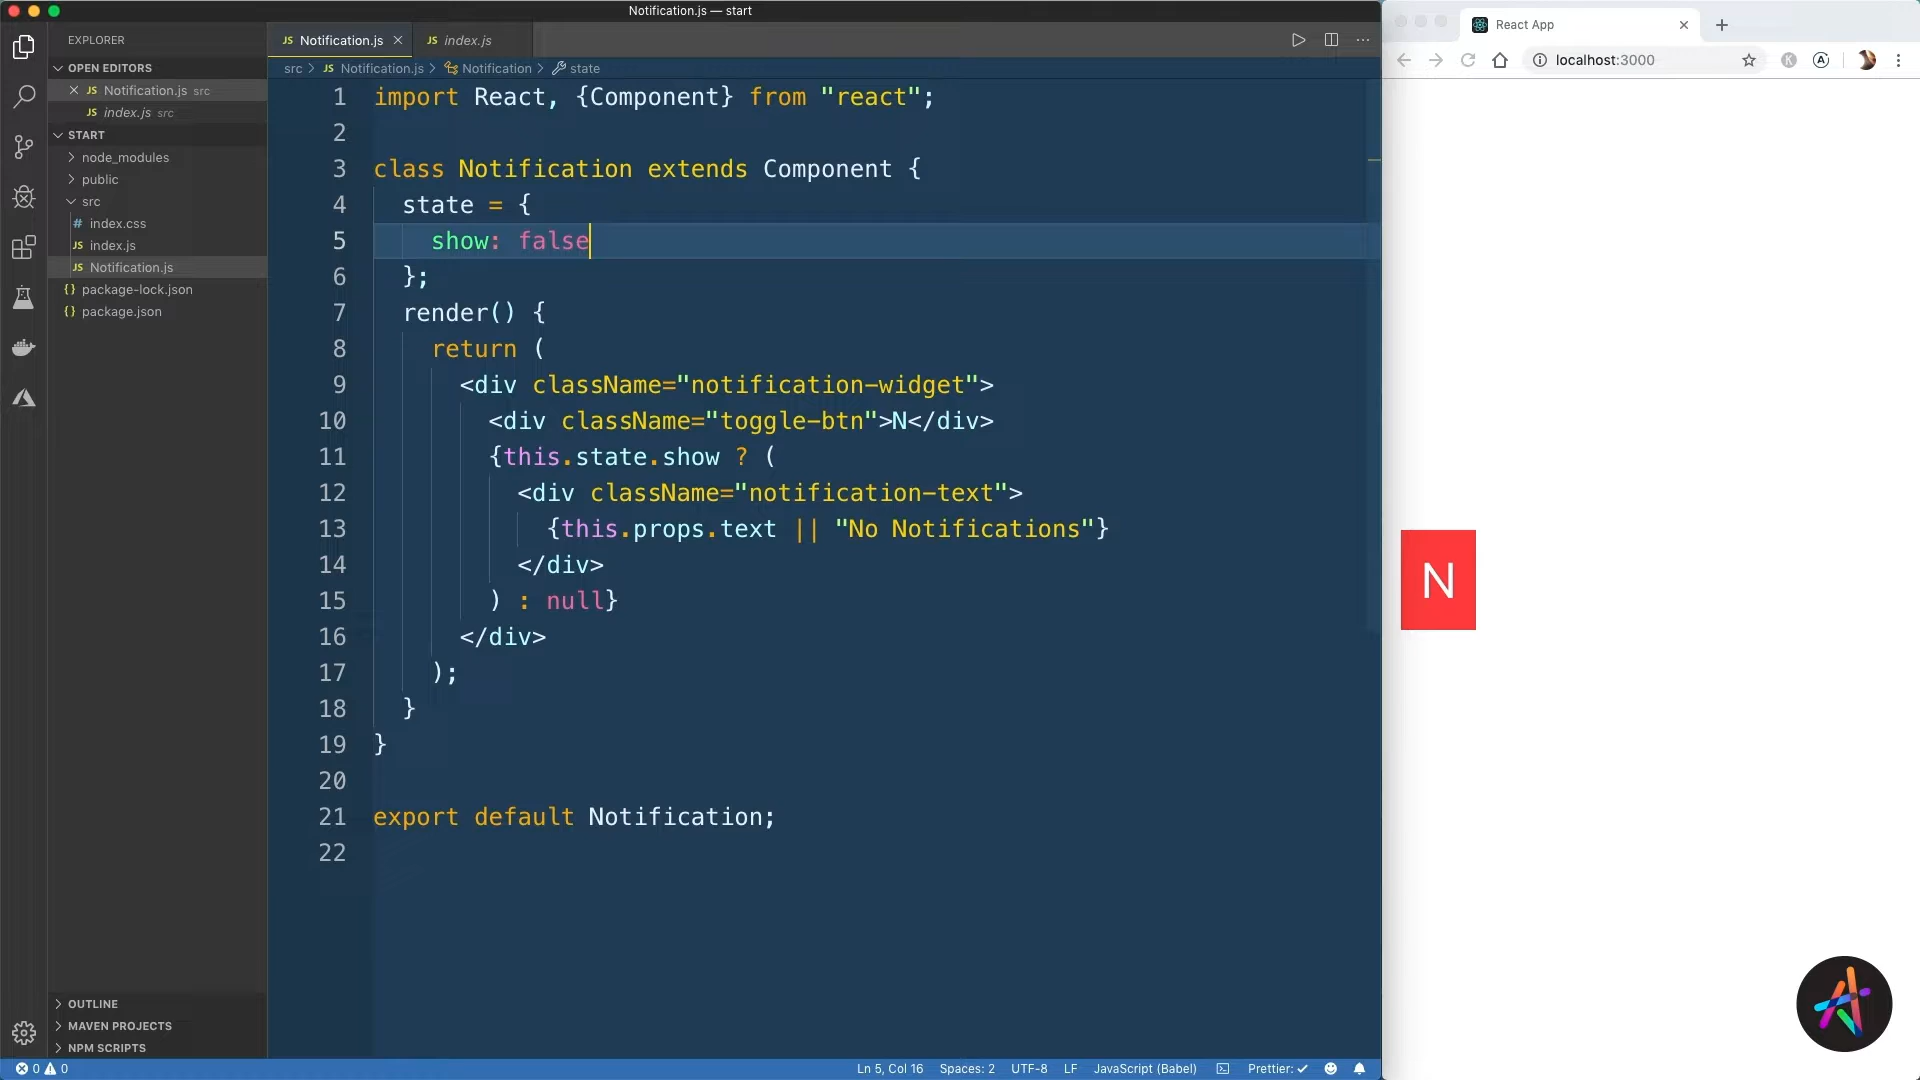 Notification.js — start
EXPLORER
OPEN EDITORS
Notification.js src
index.js src
START
node_modules
public
src
index.css
index.js
Notification.js
package-lock.json
package.json
OUTLINE
MAVEN PROJECTS
NPM SCRIPTS
JS Notification.js
JS index.js
src > JS Notification.js > Notification > state
1 import React, {Component} from "react";
2
3 class Notification extends Component {
4 state = {
5 show: false
6 };
7 render() {
8 return (
9 <div className="notification-widget">
10 <div className="toggle-btn">N</div>
11 {this.state.show ? (
12 <div className="notification-text">
13 {this.props.text || "No Notifications"}
14 </div>
15 ) : null}
16 </div>
17 );
18 }
19 }
20
21 export default Notification;
22
0 0
Ln 5, Col 16 Spaces: 2 UTF-8 LF JavaScript (Babel) Prettier: ✓
React App
localhost:3000
K
A
N